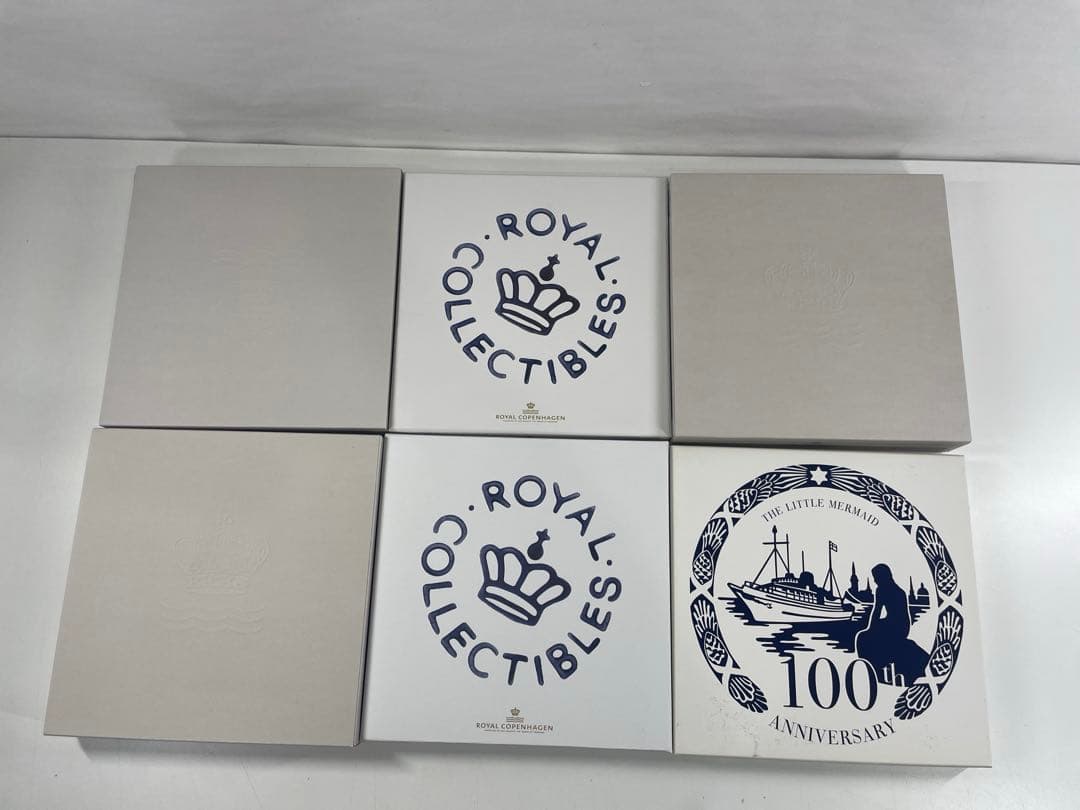 ROYAL
COLLECTIBLES
ROYAL COPENHAGEN
ROYAL
COLLECTIBLES
ROYAL COPENHAGEN
THE LITTLE MERMAID
100th
ANNIVERSARY